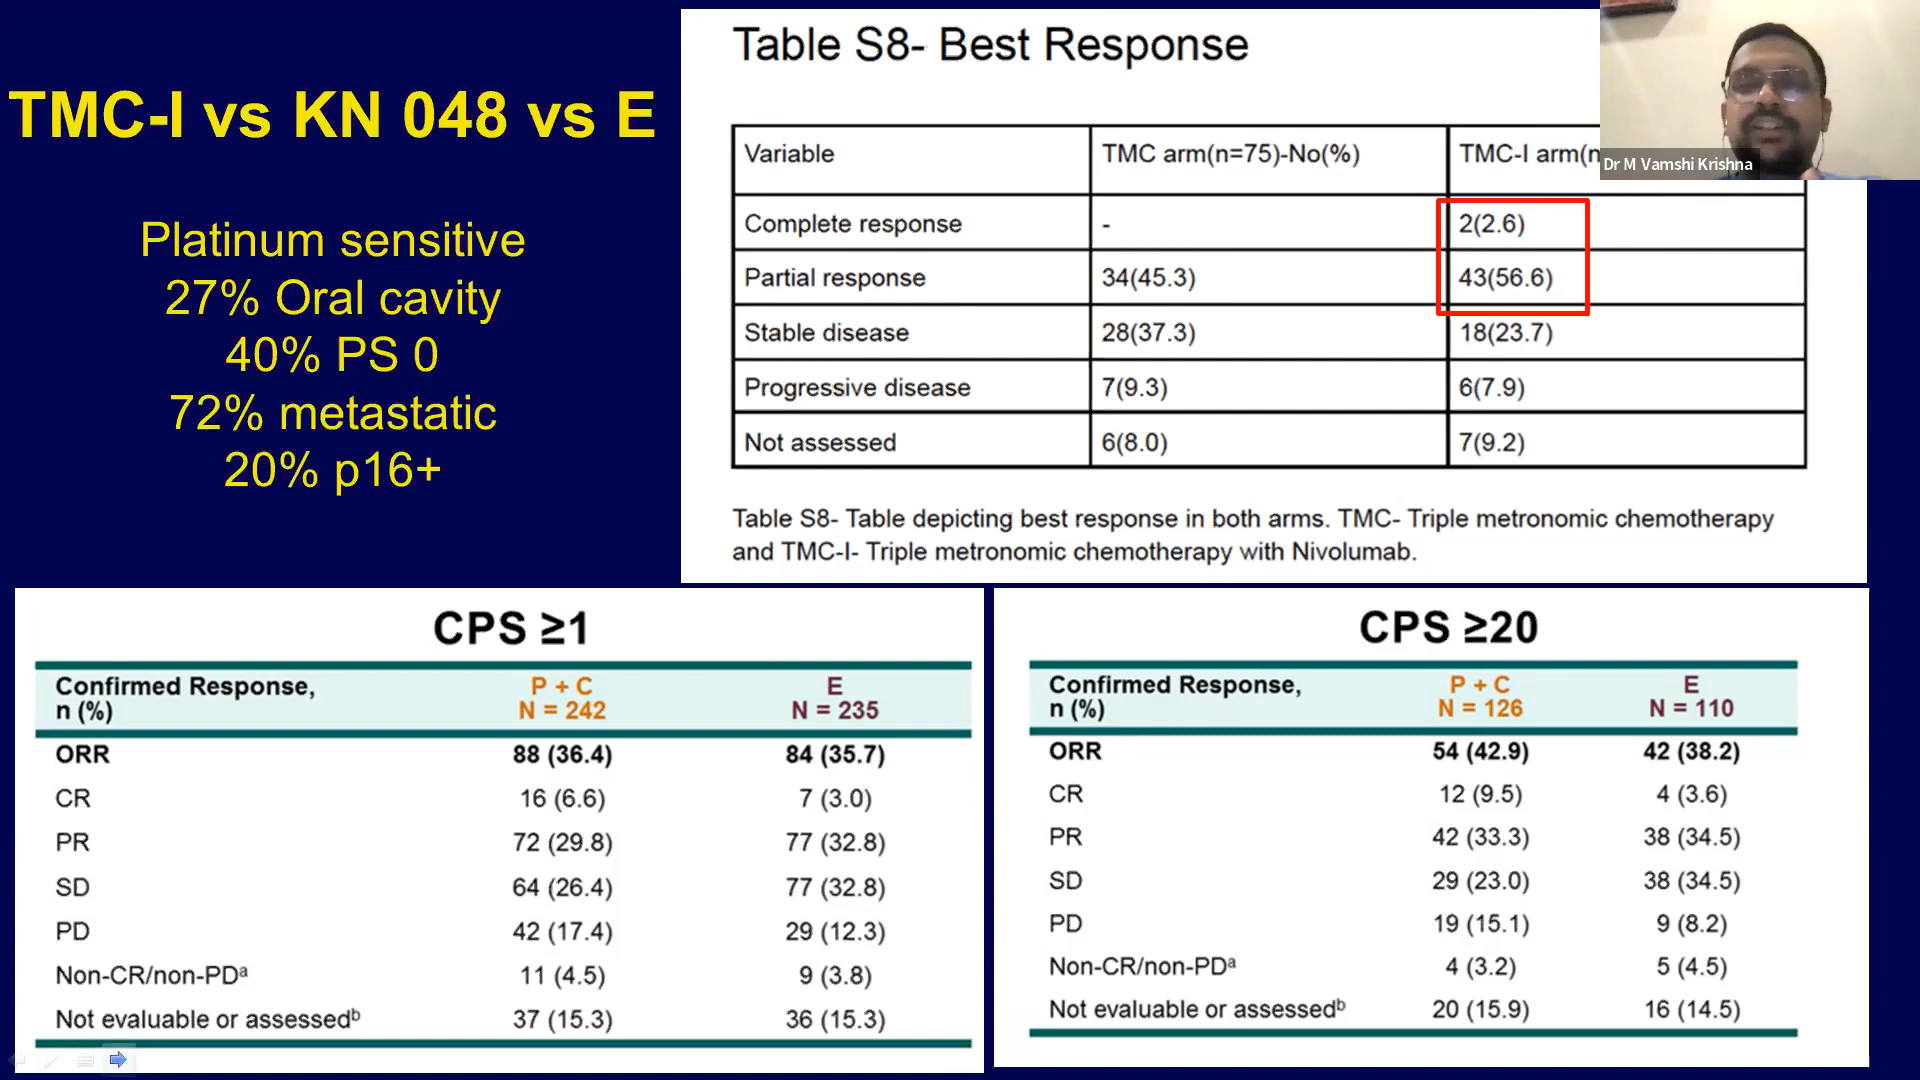 TMC-I vs KN 048 vs E
Platinum sensitive
27% Oral cavity
40% PS 0
72% metastatic
20% p16+
Table S8- Best Response
Variable TMC arm(n=75)-No(%) TMC-I arm(n
Complete response - 2(2.6)
Partial response 34(45.3) 43(56.6)
Stable disease 28(37.3) 18(23.7)
Progressive disease 7(9.3) 6(7.9)
Not assessed 6(8.0) 7(9.2)
Table S8- Table depicting best response in both arms. TMC- Triple metronomic chemotherapy
and TMC-I- Triple metronomic chemotherapy with Nivolumab.
Dr M Vamshi Krishna
CPS ≥1
Confirmed Response, P + C E
n (%) N = 242 N = 235
ORR 88 (36.4) 84 (35.7)
CR 16 (6.6) 7 (3.0)
PR 72 (29.8) 77 (32.8)
SD 64 (26.4) 77 (32.8)
PD 42 (17.4) 29 (12.3)
Non-CR/non-PDᵃ 11 (4.5) 9 (3.8)
Not evaluable or assessedᵇ 37 (15.3) 36 (15.3)
CPS ≥20
Confirmed Response, P + C E
n (%) N = 126 N = 110
ORR 54 (42.9) 42 (38.2)
CR 12 (9.5) 4 (3.6)
PR 42 (33.3) 38 (34.5)
SD 29 (23.0) 38 (34.5)
PD 19 (15.1) 9 (8.2)
Non-CR/non-PDᵃ 4 (3.2) 5 (4.5)
Not evaluable or assessedᵇ 20 (15.9) 16 (14.5)